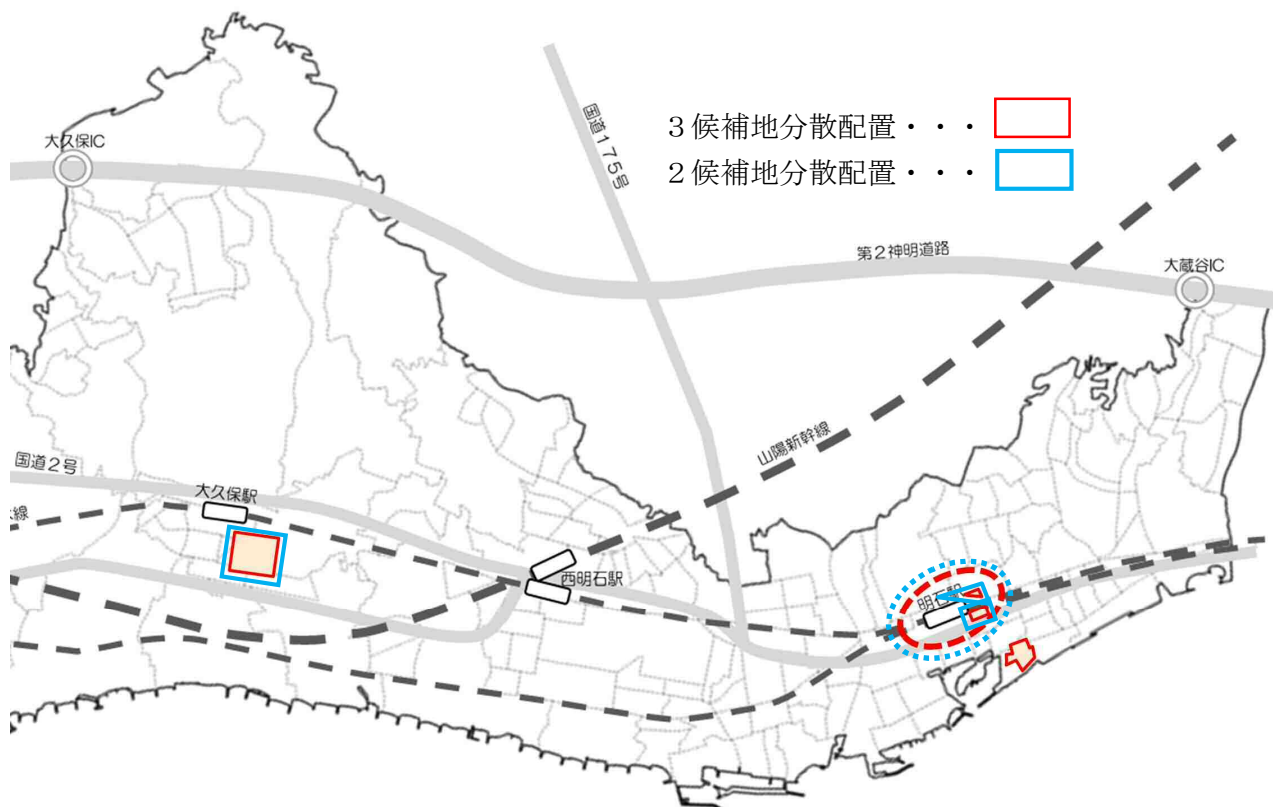 大久保IC
国道175号
3候補地分散配置・・・
2候補地分散配置・・・
第2神明道路
大蔵谷IC
山陽新幹線
国道2号
大久保駅
線
西明石駅
明石駅